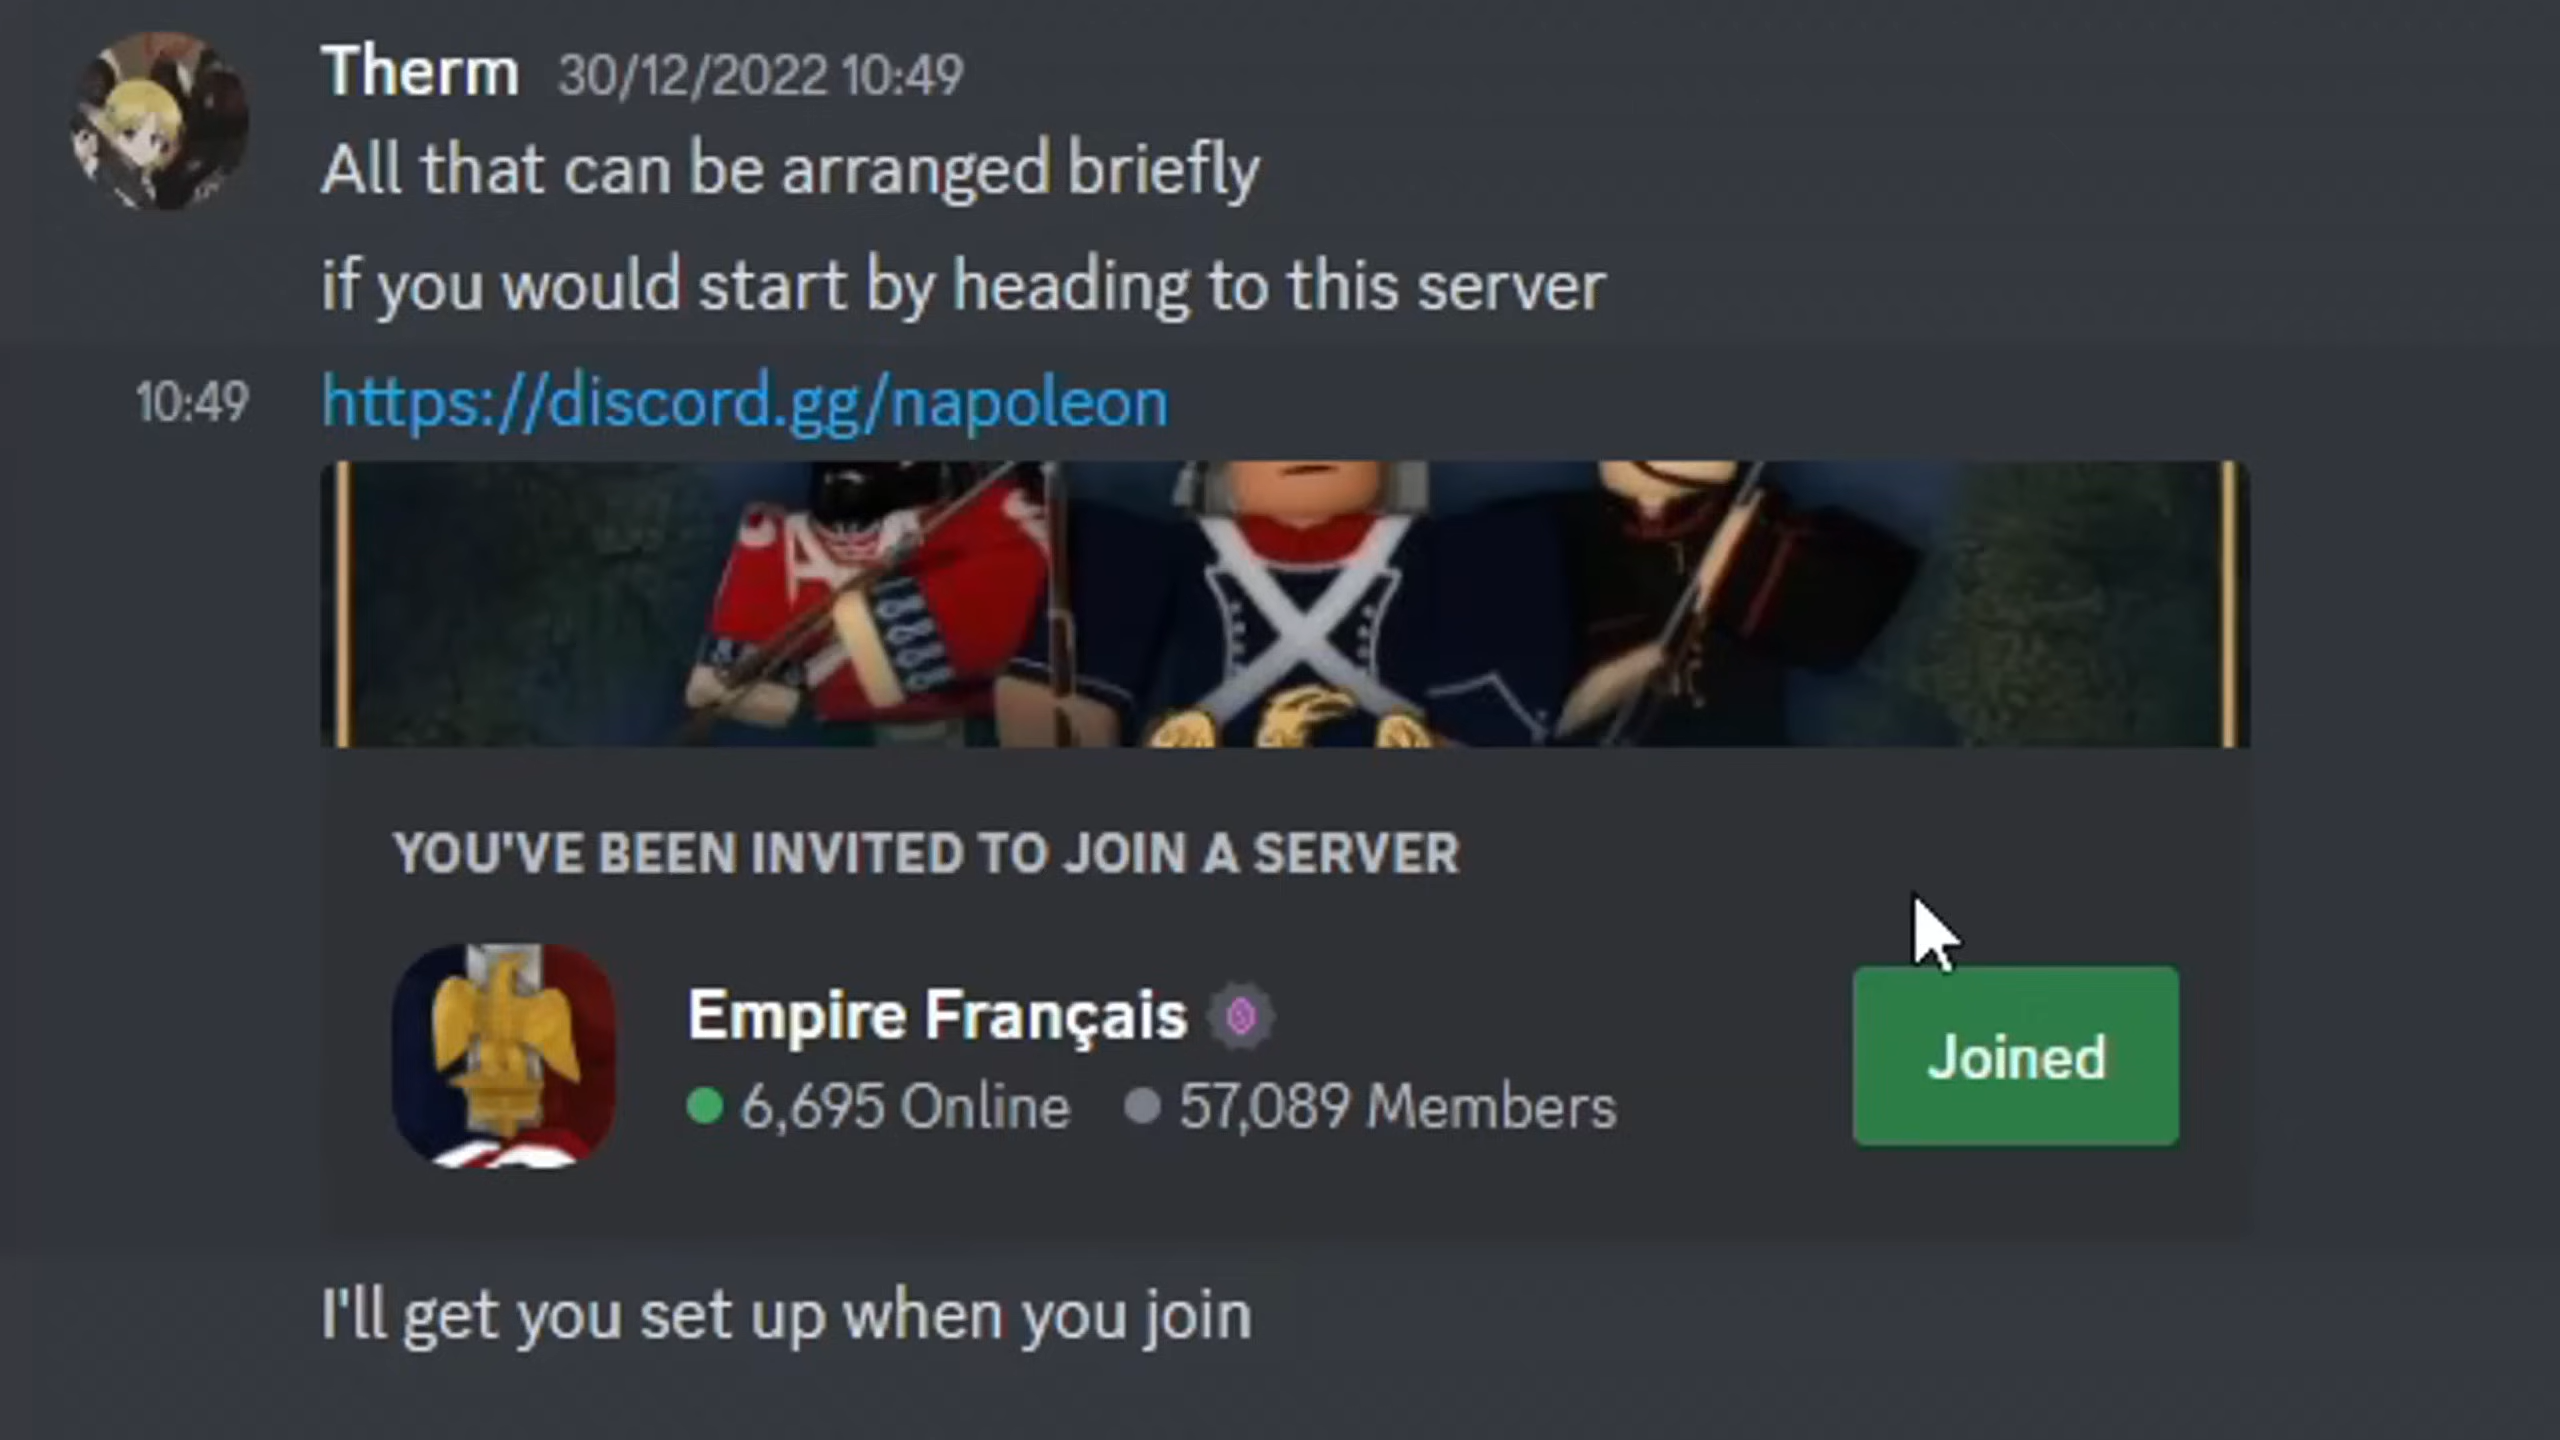 Therm 30/12/2022 10:49
All that can be arranged briefly
if you would start by heading to this server
10:49 https://discord.gg/napoleon
YOU'VE BEEN INVITED TO JOIN A SERVER
Empire Français
6,695 Online 57,089 Members
Joined
I'll get you set up when you join